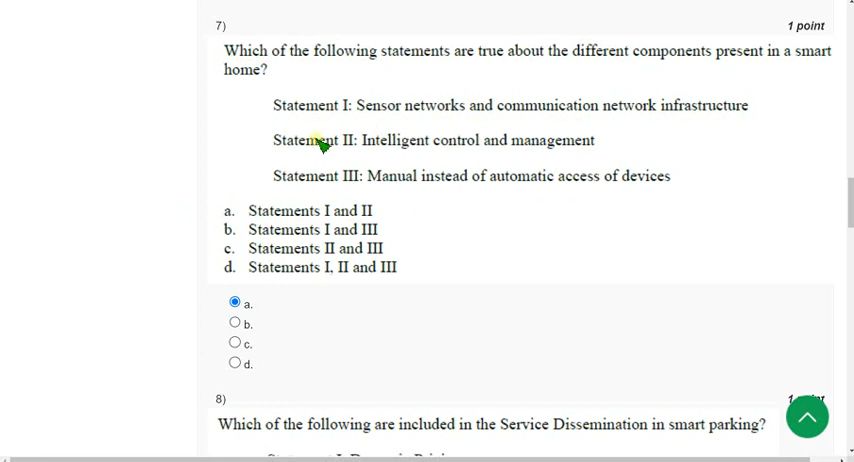 7)
1 point
Which of the following statements are true about the different components present in a smart
home?
Statement I: Sensor networks and communication network infrastructure
Statement II: Intelligent control and management
Statement III: Manual instead of automatic access of devices
a. Statements I and II
b. Statements I and III
c. Statements II and III
d. Statements I, II and III
a.
b.
c.
d.
8)
Which of the following are included in the Service Dissemination in smart parking?